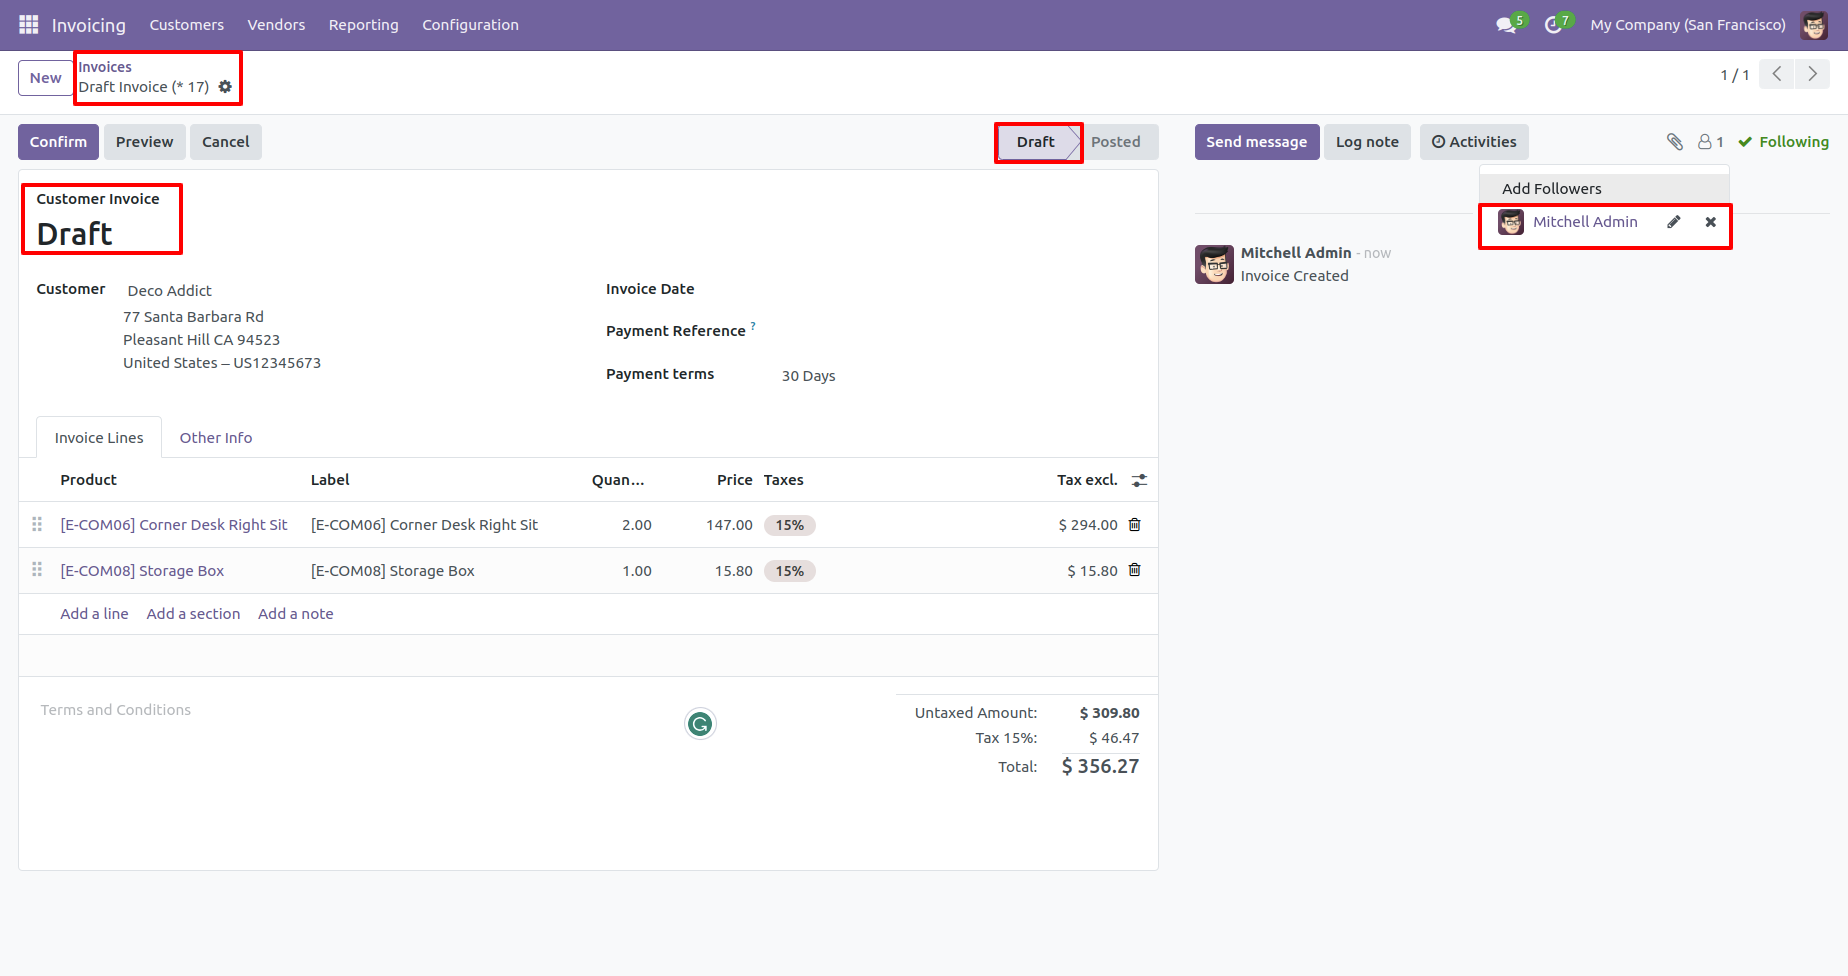 Invoicing Customers Vendors Reporting Configuration 5 7 My Company (San Francisco)
New
Invoices
Draft Invoice (* 17)
1 / 1
Confirm Preview Cancel Draft Posted
Send message Log note Activities 1 Following
Add Followers
Mitchell Admin
Customer Invoice
Draft
Mitchell Admin - now
Invoice Created
Customer Deco Addict
77 Santa Barbara Rd
Pleasant Hill CA 94523
United States – US12345673
Invoice Date
Payment Reference ?
Payment terms 30 Days
Invoice Lines Other Info
Product Label Quan... Price Taxes Tax excl.
[E-COM06] Corner Desk Right Sit [E-COM06] Corner Desk Right Sit 2.00 147.00 15% $ 294.00
[E-COM08] Storage Box [E-COM08] Storage Box 1.00 15.80 15% $ 15.80
Add a line Add a section Add a note
Terms and Conditions
Untaxed Amount: $ 309.80
Tax 15%: $ 46.47
Total: $ 356.27